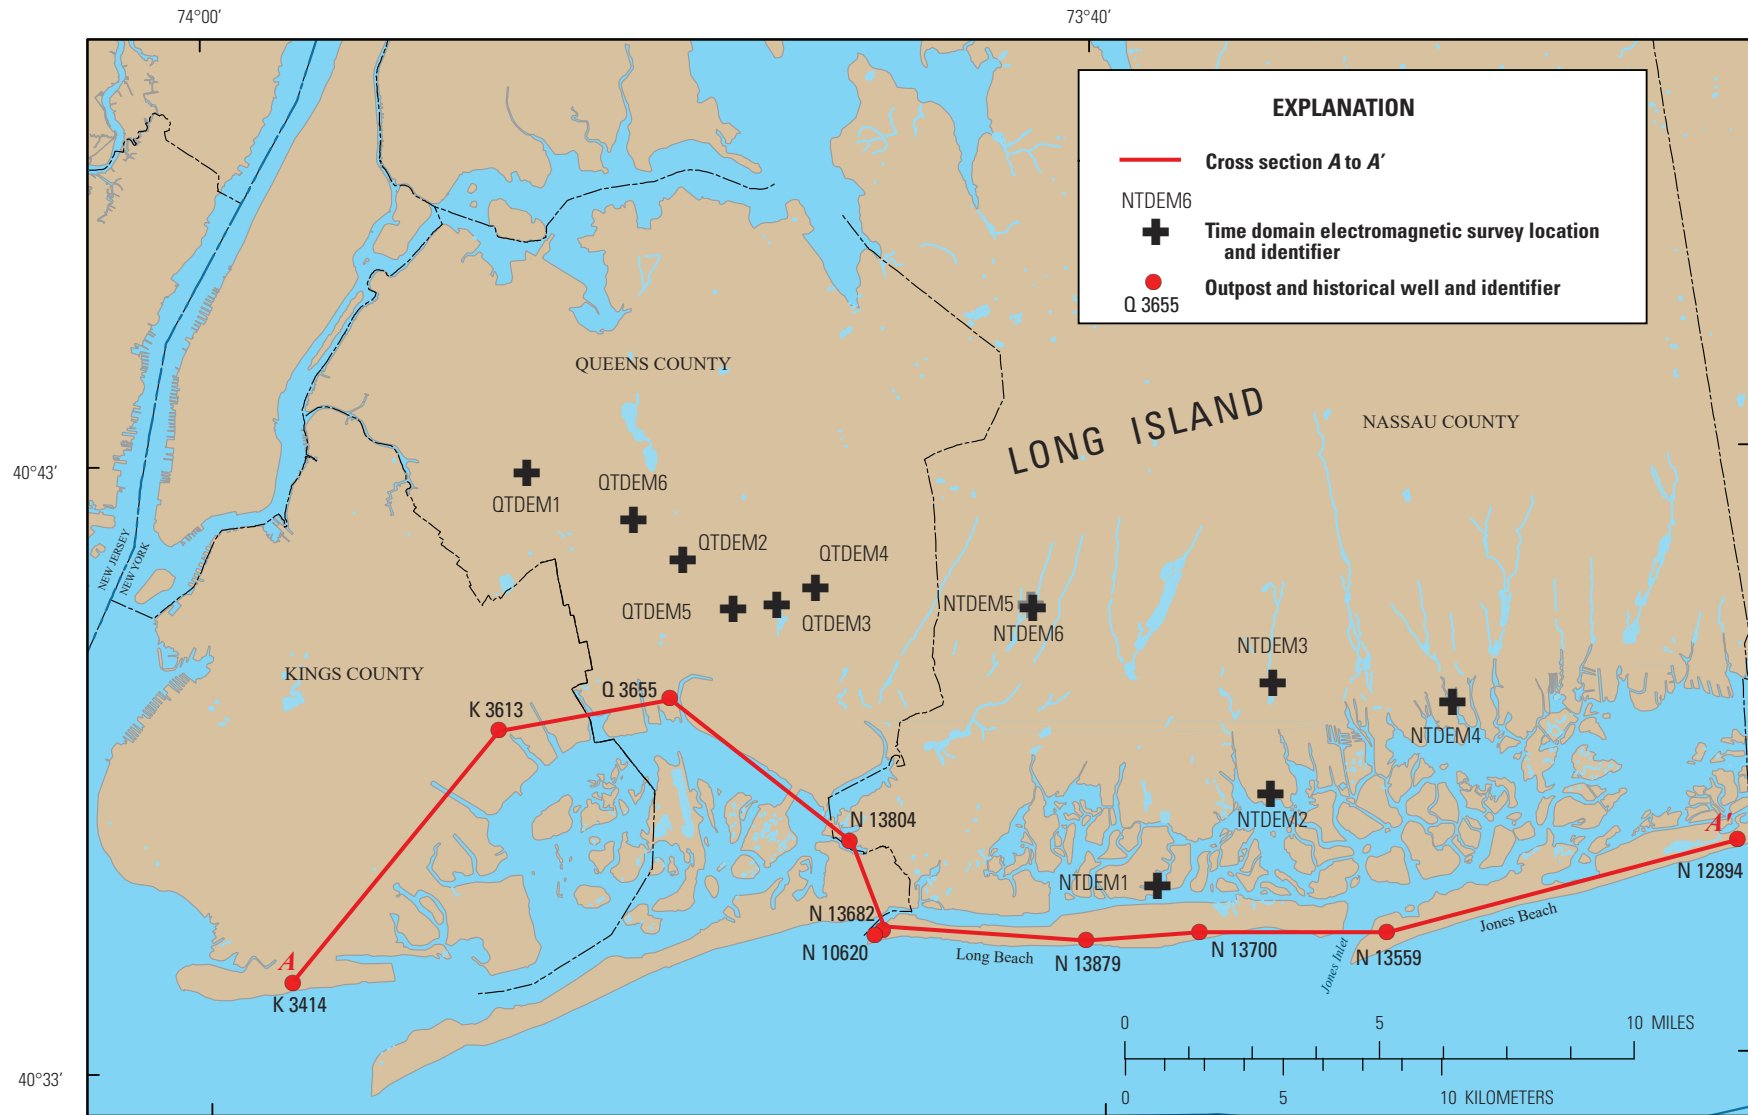 74°00′
73°40′
EXPLANATION
Cross section A to A′
NTDEM6
Time domain electromagnetic survey location
and identifier
Outpost and historical well and identifier
Q 3655
QUEENS COUNTY
LONG ISLAND
NASSAU COUNTY
40°43′
QTDEM6
QTDEM1
QTDEM2
QTDEM4
NEW JERSEY
NEW YORK
QTDEM5
QTDEM3
NTDEM5
NTDEM6
NTDEM3
KINGS COUNTY
Q 3655
K 3613
NTDEM4
N 13804
NTDEM2
A′
N 12894
NTDEM1
N 13682
N 10620
Long Beach
N 13879
N 13700
Jones Inlet
N 13559
Jones Beach
A
K 3414
0 5 10 MILES
40°33′
0 5 10 KILOMETERS